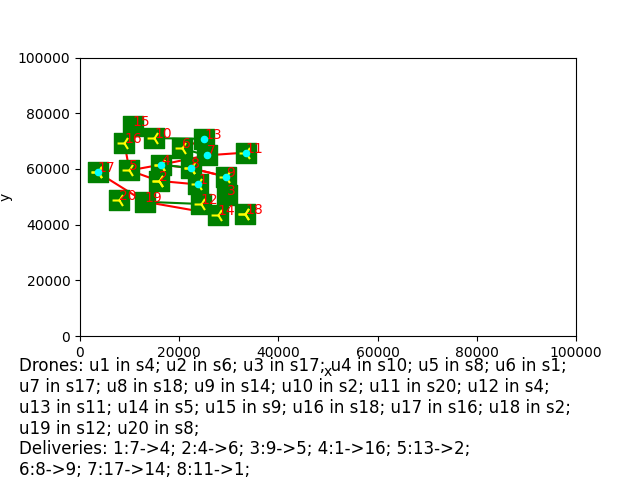 100000
80000
60000
40000
20000
0
y
0 20000 40000 60000 80000 100000
x
Drones: u1 in s4; u2 in s6; u3 in s17; u4 in s10; u5 in s8; u6 in s1;
u7 in s17; u8 in s18; u9 in s14; u10 in s2; u11 in s20; u12 in s4;
u13 in s11; u14 in s5; u15 in s9; u16 in s18; u17 in s16; u18 in s2;
u19 in s12; u20 in s8;
Deliveries: 1:7->4; 2:4->6; 3:9->5; 4:1->16; 5:13->2;
6:8->9; 7:17->14; 8:11->1;